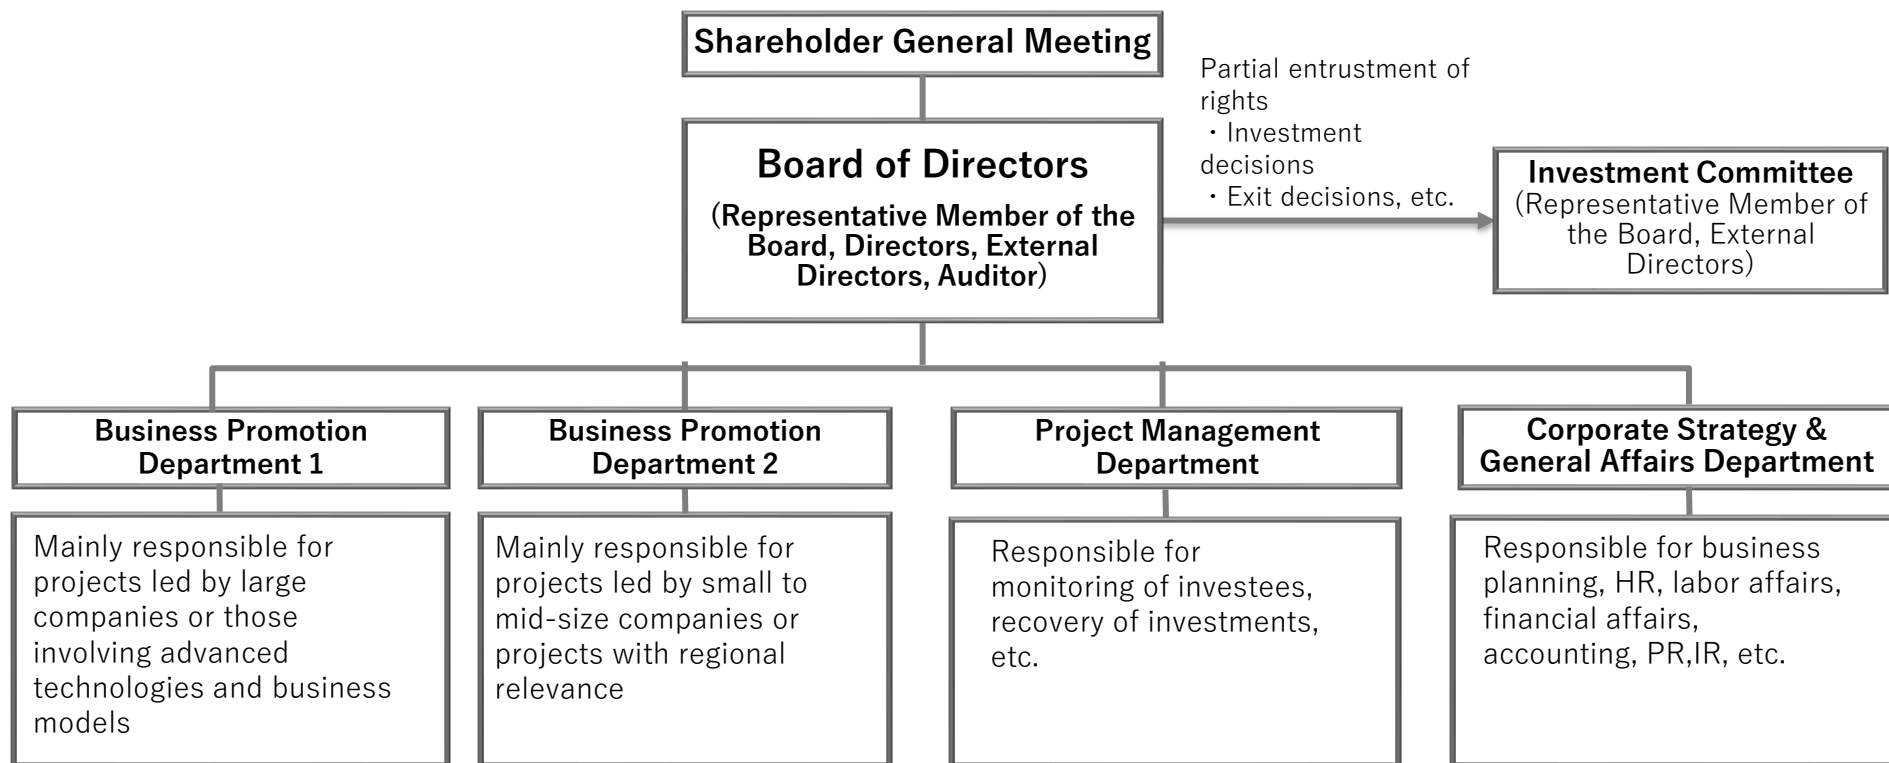 Shareholder General Meeting
Partial entrustment of
rights
・Investment
decisions
・Exit decisions, etc.
Board of Directors
(Representative Member of the
Board, Directors, External
Directors, Auditor)
Investment Committee
(Representative Member of
the Board, External
Directors)
Business Promotion
Department 1
Business Promotion
Department 2
Project Management
Department
Corporate Strategy &
General Affairs Department
Mainly responsible for
projects led by large
companies or those
involving advanced
technologies and business
models
Mainly responsible for
projects led by small to
mid-size companies or
projects with regional
relevance
Responsible for
monitoring of investees,
recovery of investments,
etc.
Responsible for business
planning, HR, labor affairs,
financial affairs,
accounting, PR,IR, etc.